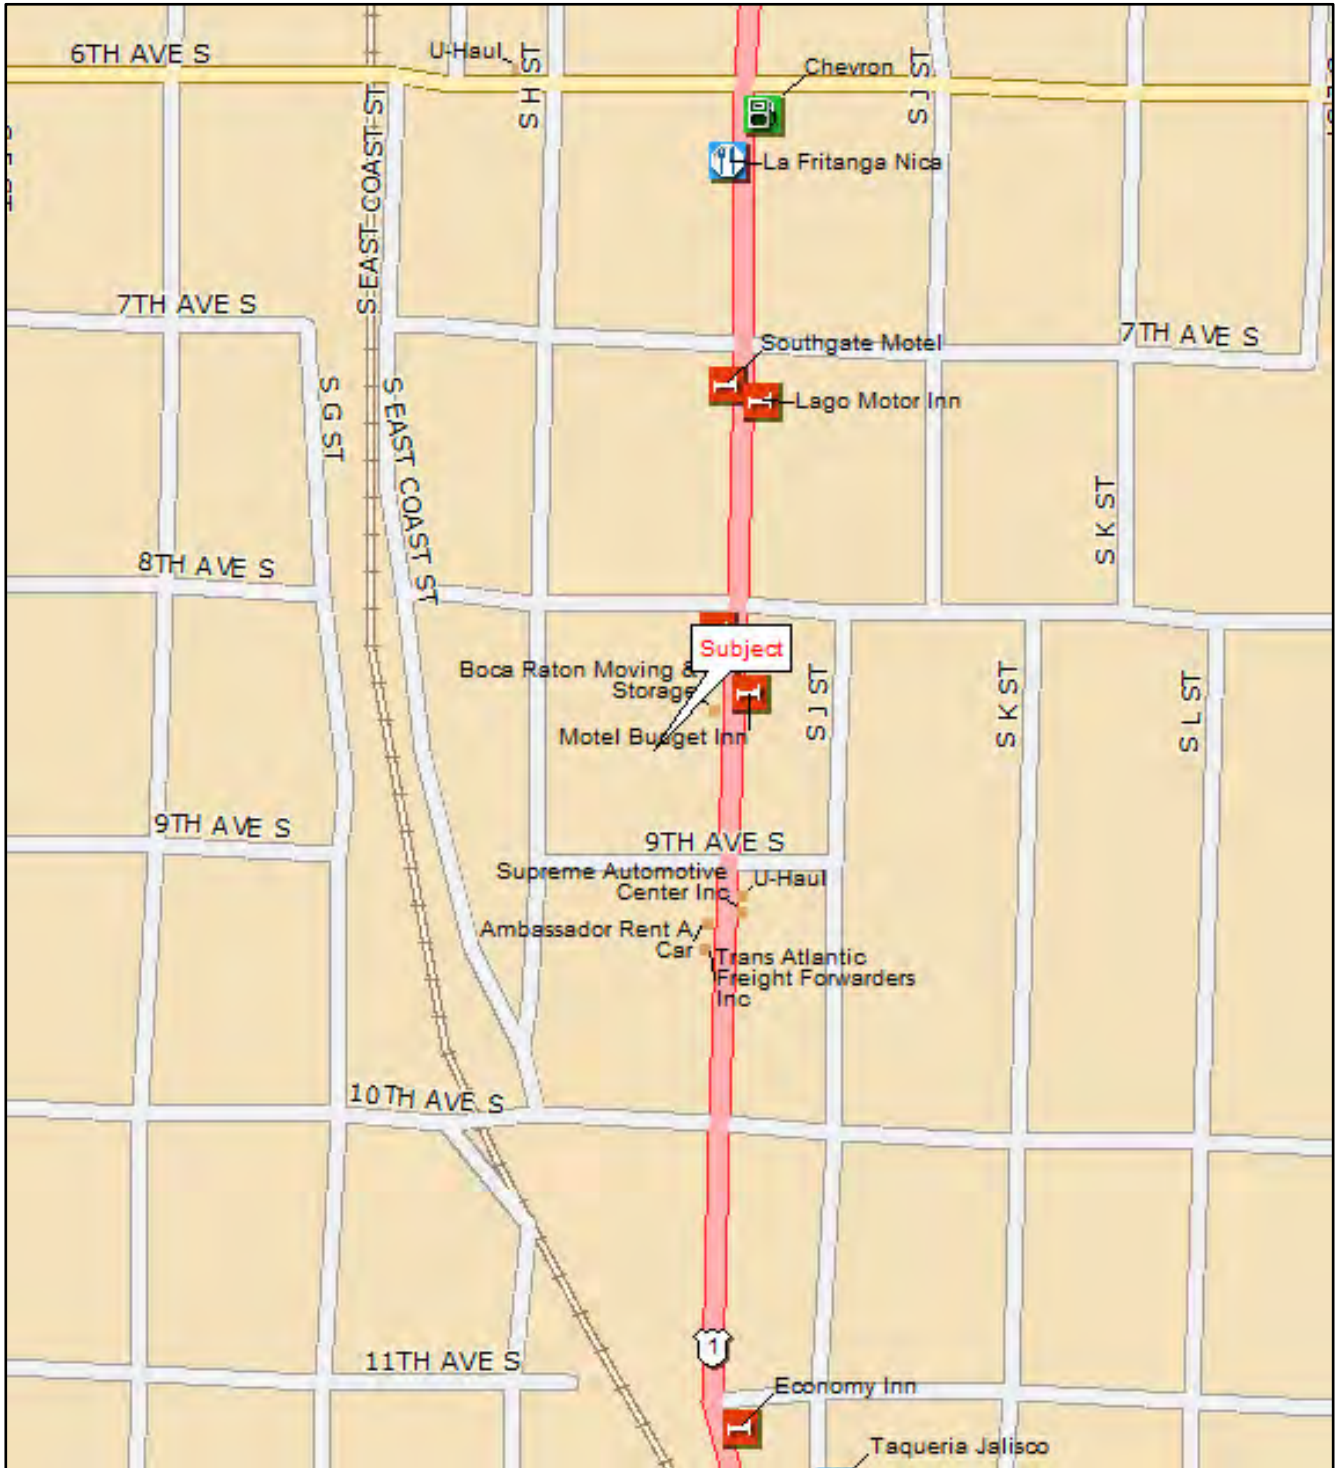 6TH AVE S
U-Haul
S H ST
Chevron
S J ST
S EAST COAST ST
La Fritanga Nica
7TH AVE S
Southgate Motel
7TH AVE S
Lago Motor Inn
S G ST
S EAST COAST ST
S K ST
8TH AVE S
Subject
Boca Raton Moving &
Storage
Motel Budget Inn
S J ST
S K ST
S L ST
9TH AVE S
9TH AVE S
Supreme Automotive
Center Inc
U-Haul
Ambassador Rent A
Car
Trans Atlantic
Freight Forwarders
Inc
10TH AVE S
1
11TH AVE S
Economy Inn
Taqueria Jalisco